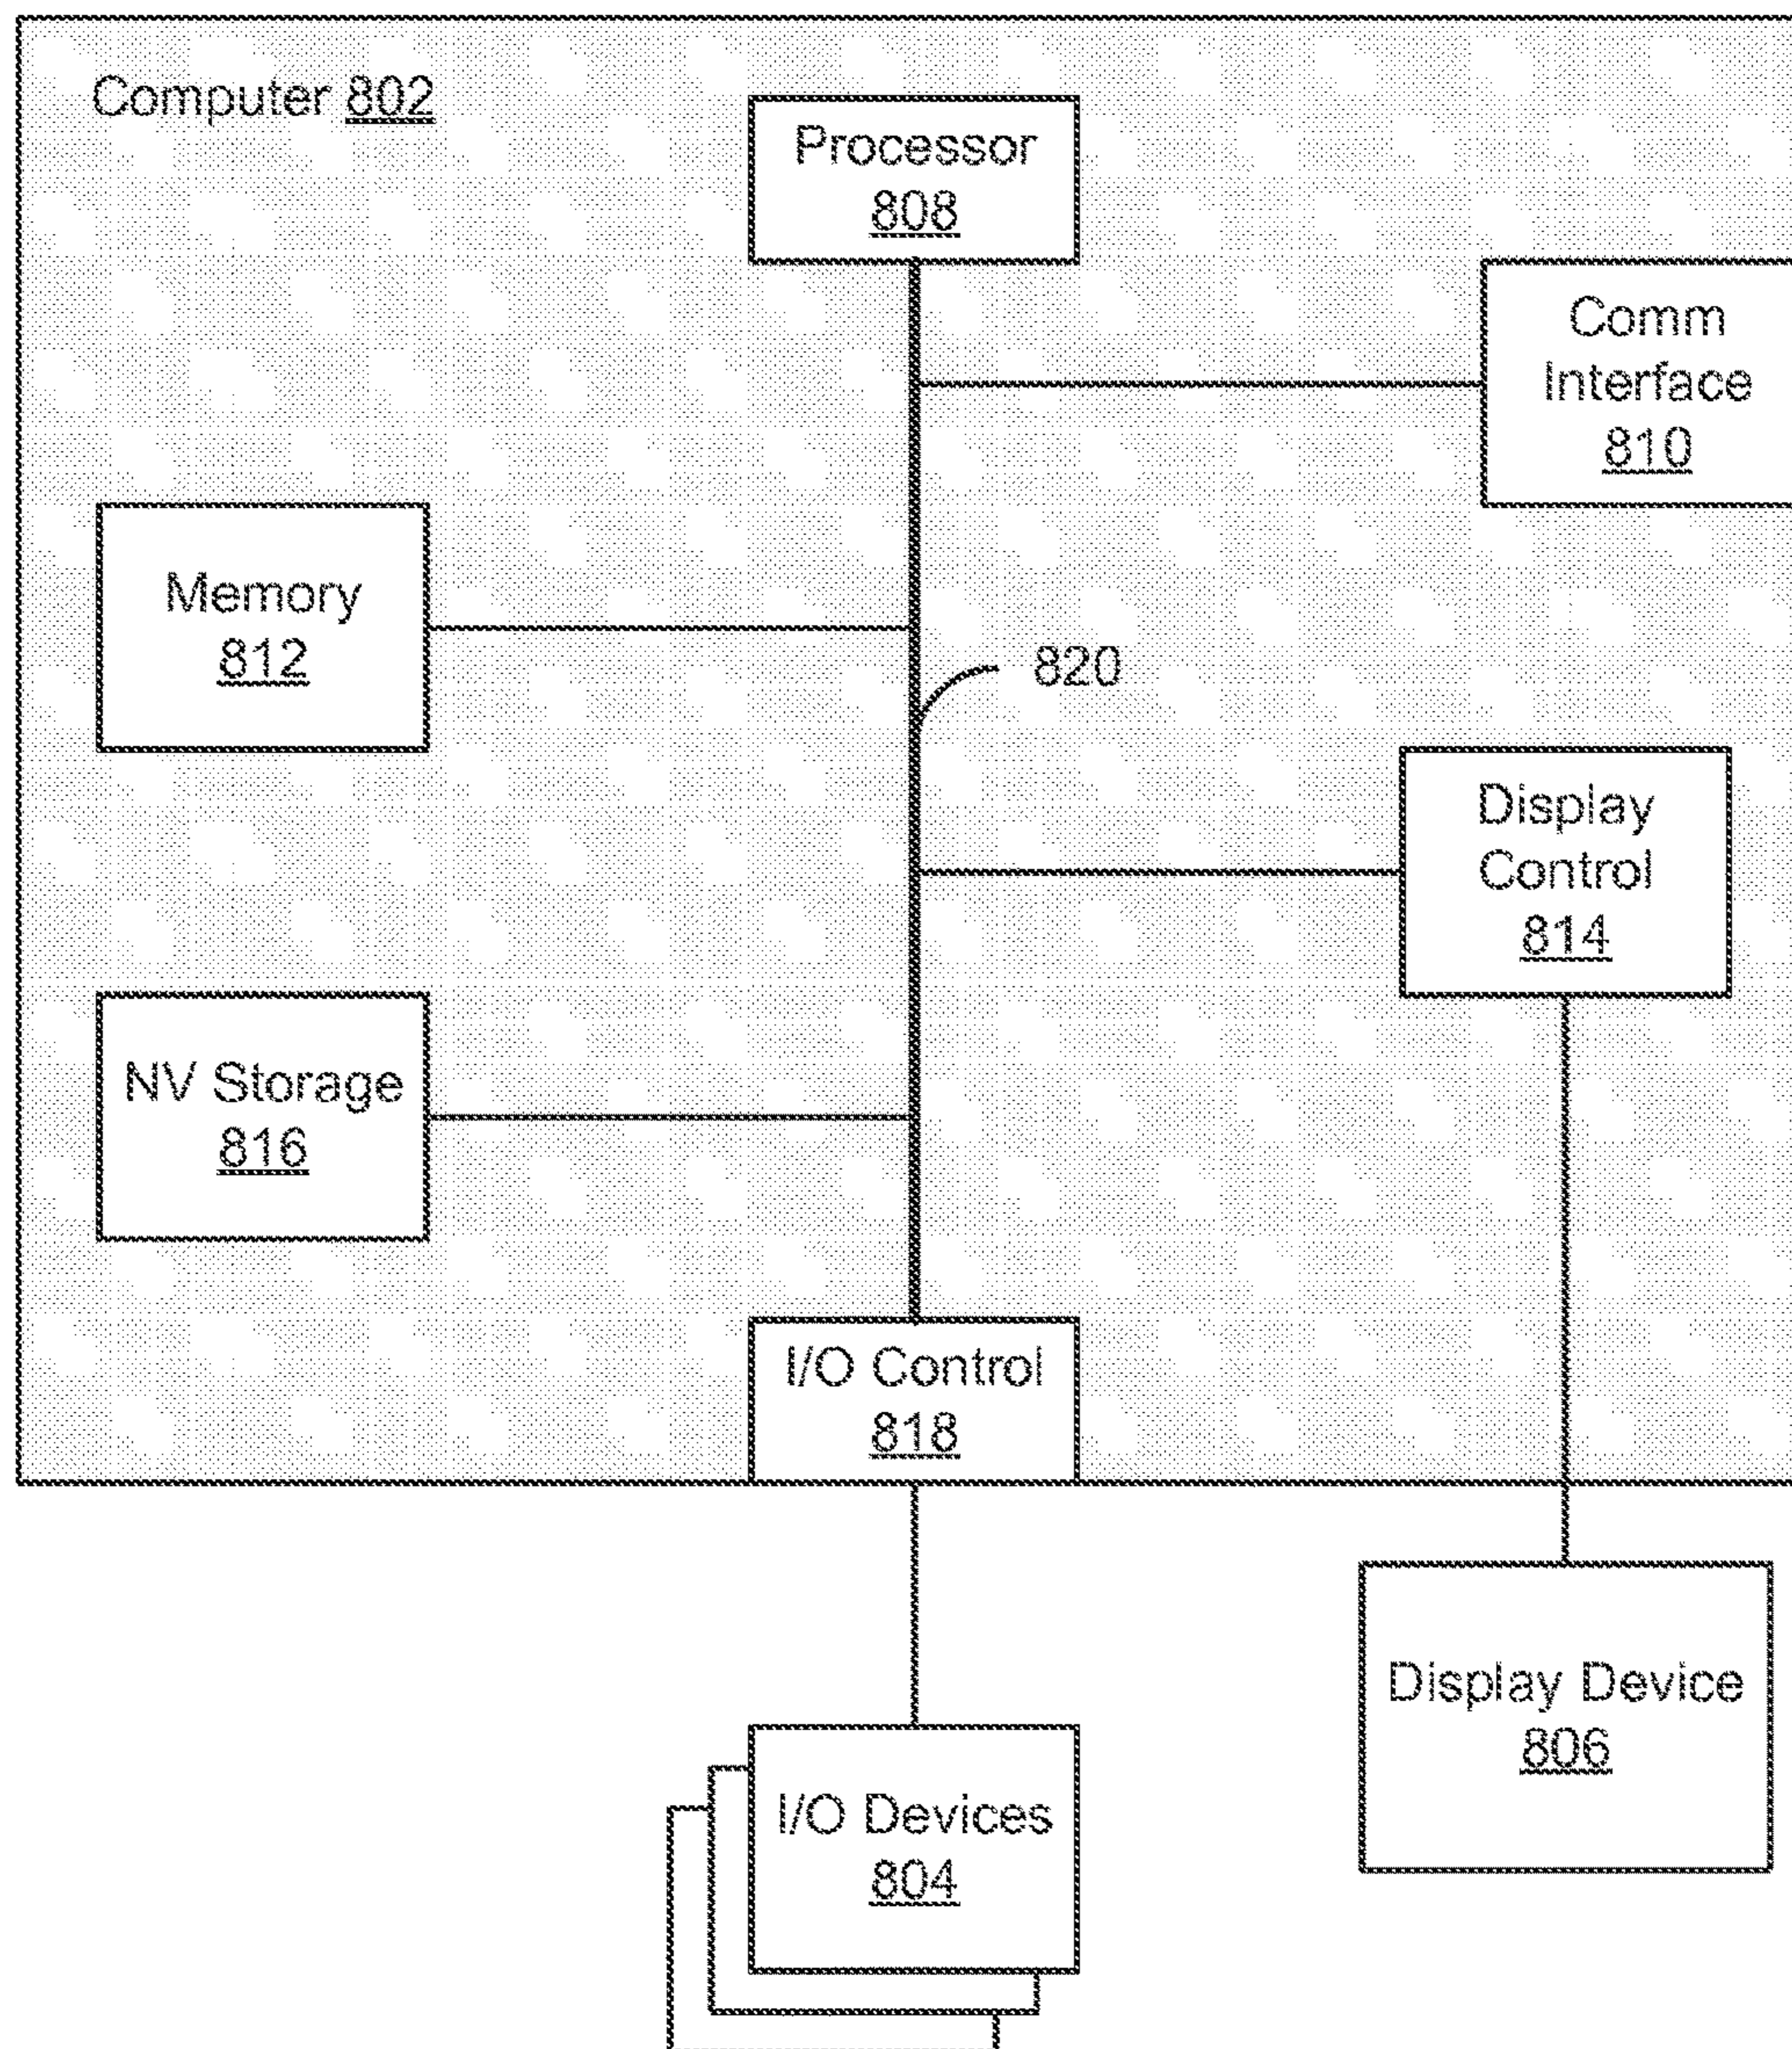 Computer 802
Processor
808
Comm
Interface
810
Memory
812
820
Display
Control
814
NV Storage
816
I/O Control
818
Display Device
806
I/O Devices
804